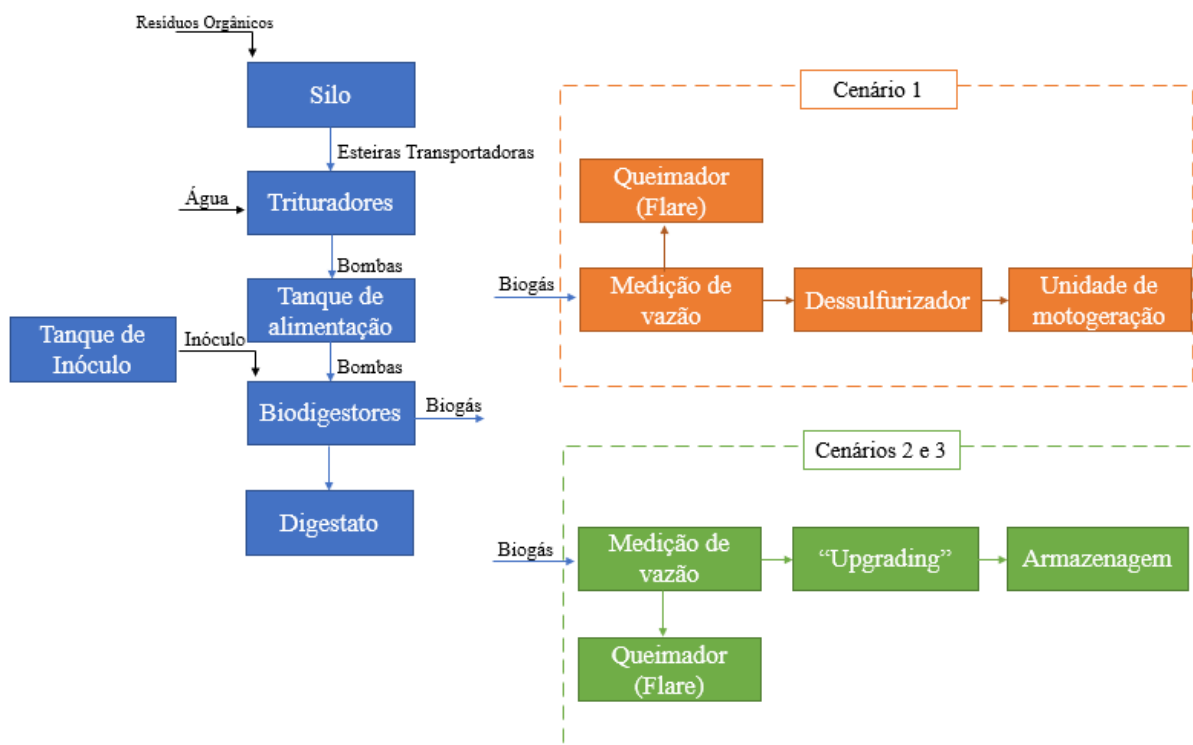 Resíduos Orgânicos
Silo
Esteiras Transportadoras
Água
Trituradores
Bombas
Tanque de
alimentação
Tanque de
Inóculo
Inóculo
Bombas
Biodigestores
Biogás
Digestato
Cenário 1
Queimador
(Flare)
Biogás
Medição de
vazão
Dessulfurizador
Unidade de
motogeração
Cenários 2 e 3
Biogás
Medição de
vazão
“Upgrading”
Armazenagem
Queimador
(Flare)